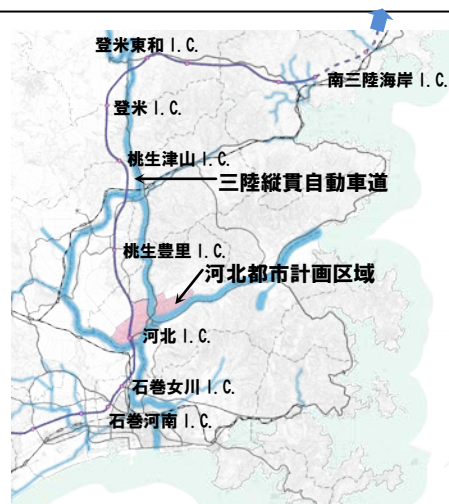 登米東和 I.C.
南三陸海岸 I.C.
登米 I.C.
桃生津山 I.C.
三陸縦貫自動車道
桃生豊里 I.C.
河北都市計画区域
河北 I.C.
石巻女川 I.C.
石巻河南 I.C.